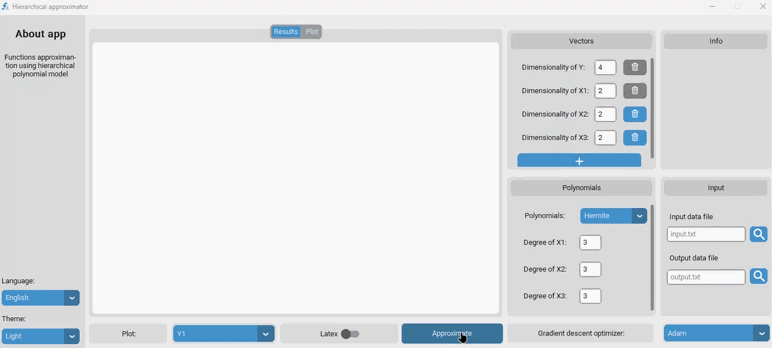 Hierarchical approximator
About app
Functions approximan-
tion using hierarchical
polynomial model
Language:
English
Theme:
Light
Results Plot
Plot:
Y1
Latex
Approximate
Vectors
Dimensionality of Y: 4
Dimensionality of X1: 2
Dimensionality of X2: 2
Dimensionality of X3: 2
+
Polynomials
Polynomials: Hermite
Degree of X1: 3
Degree of X2: 3
Degree of X3: 3
Gradient descent optimizer:
Adam
Info
Input
Input data file
input.txt
Output data file
output.txt